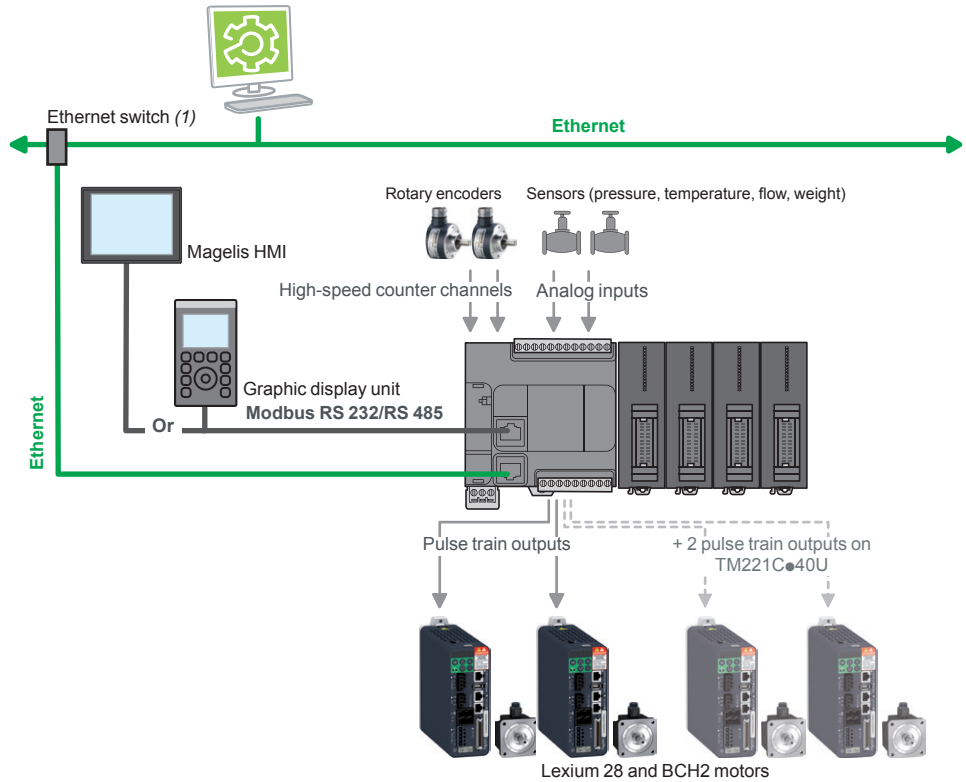 Ethernet switch (1)
Ethernet
Rotary encoders
Sensors (pressure, temperature, flow, weight)
Magelis HMI
High-speed counter channels
Analog inputs
Graphic display unit
Modbus RS 232/RS 485
Or
Ethernet
Pulse train outputs
+ 2 pulse train outputs on
TM221C●40U
Lexium 28 and BCH2 motors